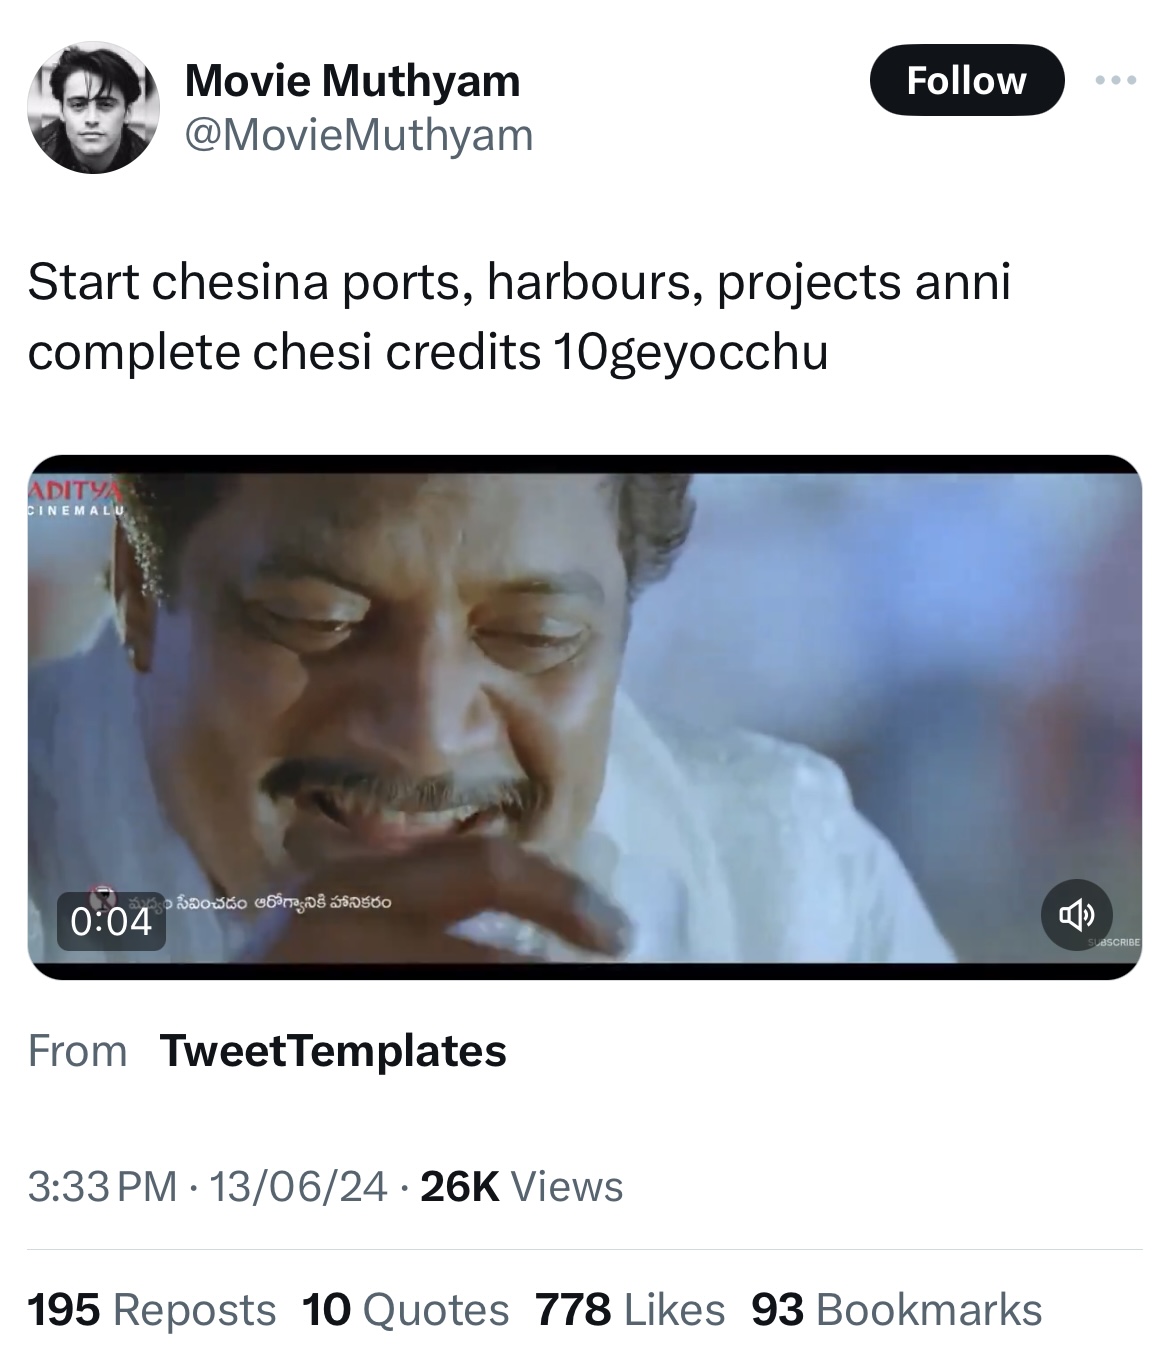 Movie Muthyam
@MovieMuthyam
Follow
Start chesina ports, harbours, projects anni
complete chesi credits 10geyocchu
ADITYA
CINEMALU
మద్యం సేవించడం ఆరోగ్యానికి హానికరం
0:04
SUBSCRIBE
From TweetTemplates
3:33 PM · 13/06/24 · 26K Views
195 Reposts 10 Quotes 778 Likes 93 Bookmarks